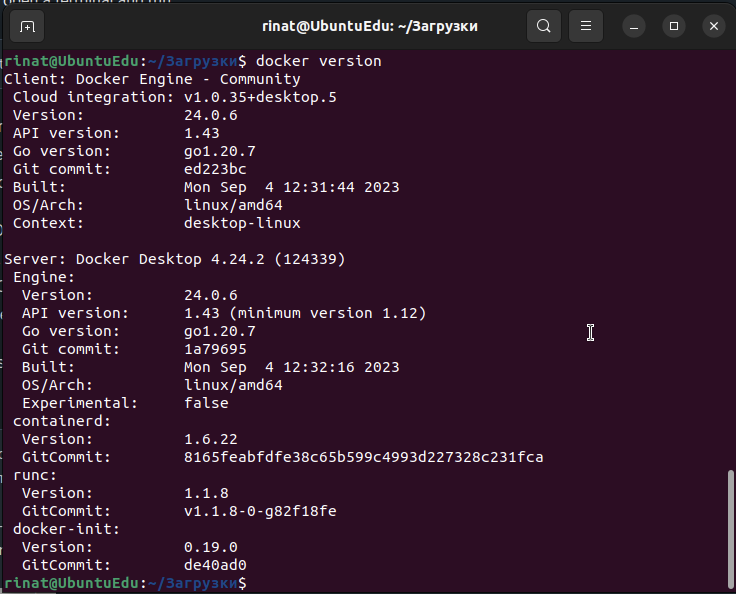 rinat@UbuntuEdu: ~/Загрузки
rinat@UbuntuEdu:~/Загрузки$ docker version
Client: Docker Engine - Community
 Cloud integration: v1.0.35+desktop.5
 Version:           24.0.6
 API version:       1.43
 Go version:        go1.20.7
 Git commit:        ed223bc
 Built:             Mon Sep  4 12:31:44 2023
 OS/Arch:           linux/amd64
 Context:           desktop-linux

Server: Docker Desktop 4.24.2 (124339)
 Engine:
  Version:          24.0.6
  API version:      1.43 (minimum version 1.12)
  Go version:       go1.20.7
  Git commit:       1a79695
  Built:            Mon Sep  4 12:32:16 2023
  OS/Arch:          linux/amd64
  Experimental:     false
 containerd:
  Version:          1.6.22
  GitCommit:        8165feabfdfe38c65b599c4993d227328c231fca
 runc:
  Version:          1.1.8
  GitCommit:        v1.1.8-0-g82f18fe
 docker-init:
  Version:          0.19.0
  GitCommit:        de40ad0
rinat@UbuntuEdu:~/Загрузки$